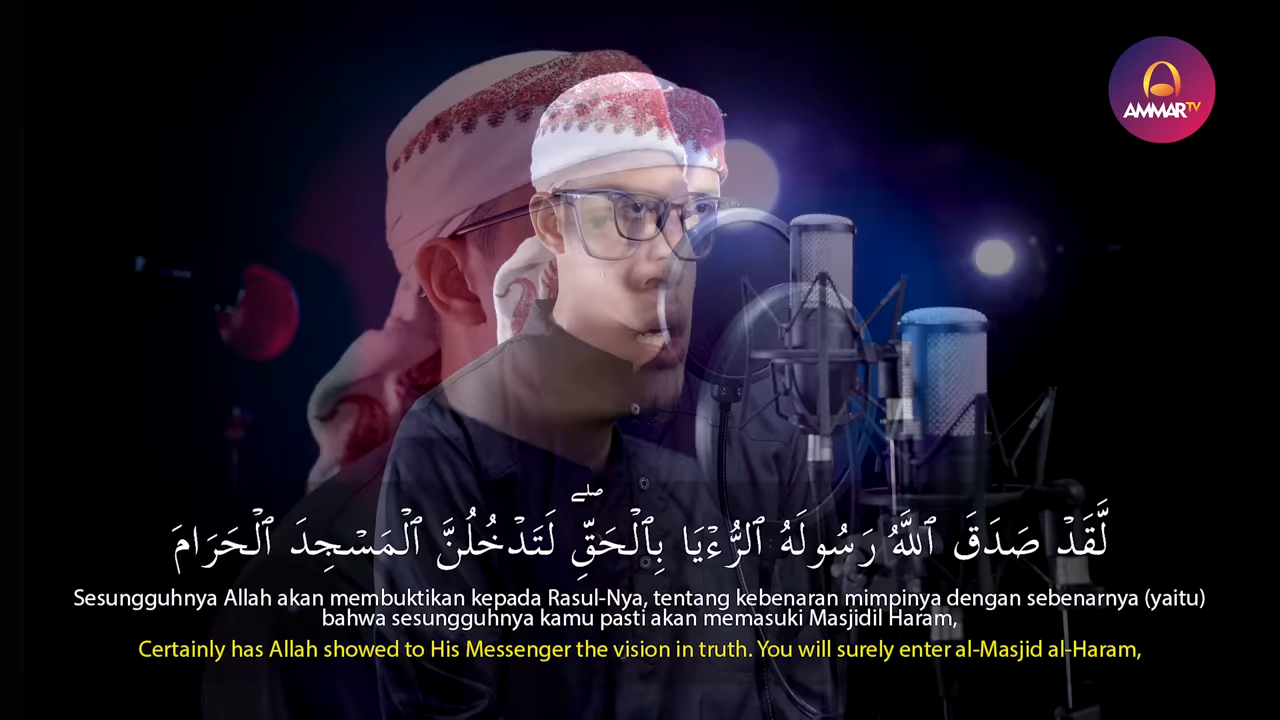 AMMARTV
لَّقَدْ صَدَقَ ٱللَّهُ رَسُولَهُ ٱلرُّءْيَا بِٱلْحَقِّ ۖ لَتَدْخُلُنَّ ٱلْمَسْجِدَ ٱلْحَرَامَ
Sesungguhnya Allah akan membuktikan kepada Rasul-Nya, tentang kebenaran mimpinya dengan sebenarnya (yaitu)
bahwa sesungguhnya kamu pasti akan memasuki Masjidil Haram,
Certainly has Allah showed to His Messenger the vision in truth. You will surely enter al-Masjid al-Haram,